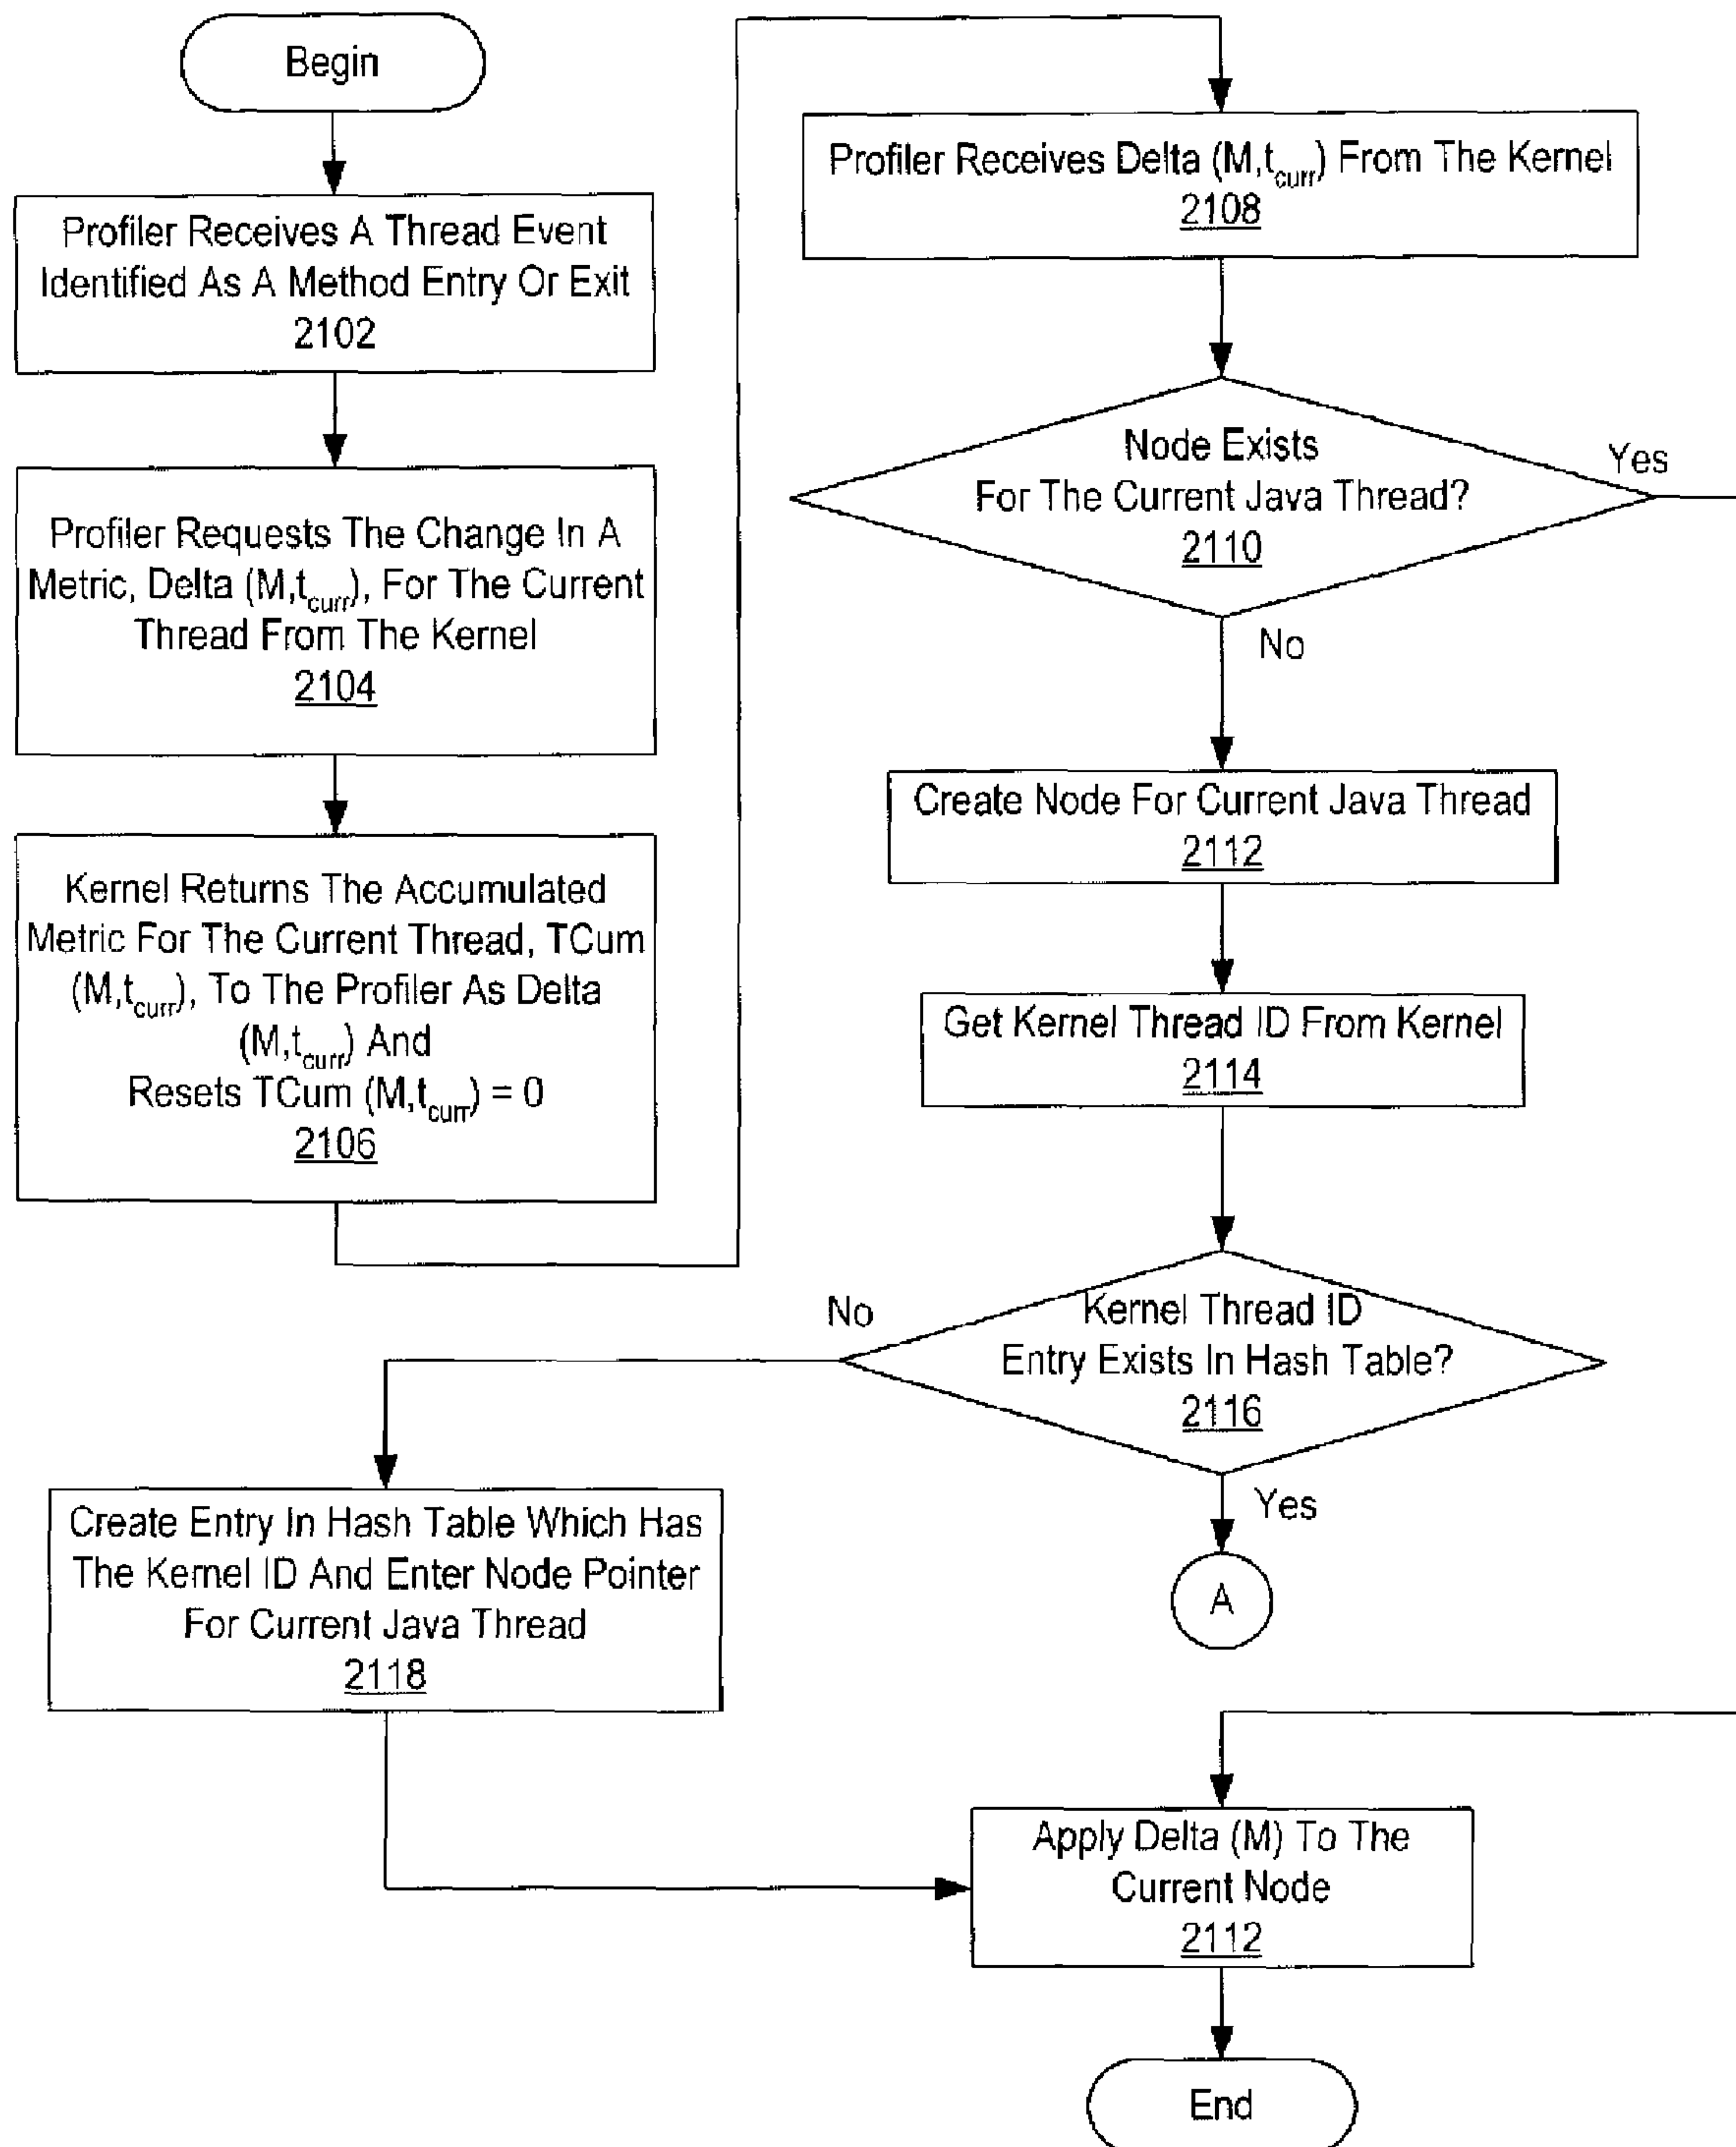 Begin
Profiler Receives A Thread Event
Identified As A Method Entry Or Exit
2102
Profiler Requests The Change In A
Metric, Delta (M,tcurr), For The Current
Thread From The Kernel
2104
Kernel Returns The Accumulated
Metric For The Current Thread, TCum
(M,tcurr), To The Profiler As Delta
(M,tcurr) And
Resets TCum (M,tcurr) = 0
2106
Profiler Receives Delta (M,tcurr) From The Kernel
2108
Node Exists
For The Current Java Thread?
2110
Yes
No
Create Node For Current Java Thread
2112
Get Kernel Thread ID From Kernel
2114
Kernel Thread ID
Entry Exists In Hash Table?
2116
No
Yes
A
Create Entry In Hash Table Which Has
The Kernel ID And Enter Node Pointer
For Current Java Thread
2118
Apply Delta (M) To The
Current Node
2112
End